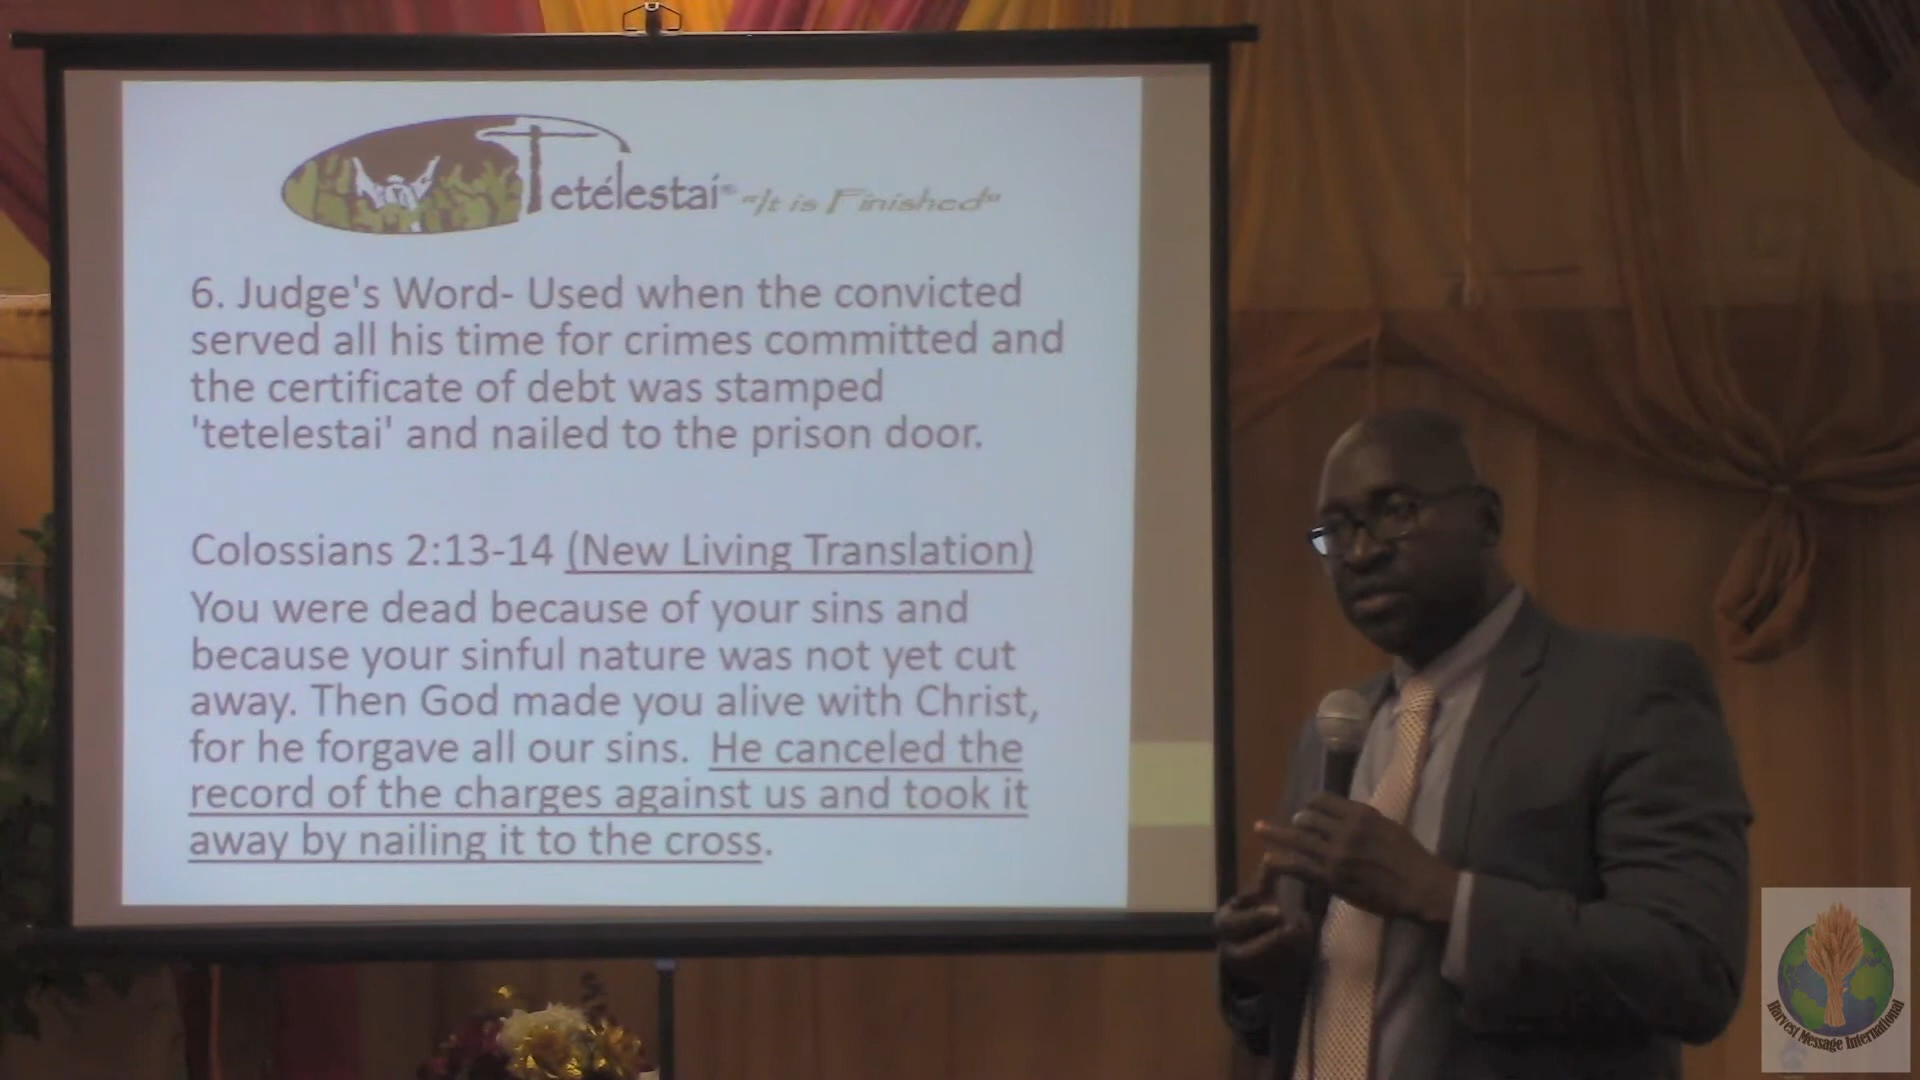 Tetélestaí® "It is Finished"
6. Judge's Word- Used when the convicted
served all his time for crimes committed and
the certificate of debt was stamped
'tetelestai' and nailed to the prison door.
Colossians 2:13-14 (New Living Translation)
You were dead because of your sins and
because your sinful nature was not yet cut
away. Then God made you alive with Christ,
for he forgave all our sins. He canceled the
record of the charges against us and took it
away by nailing it to the cross.
Harvest Message International